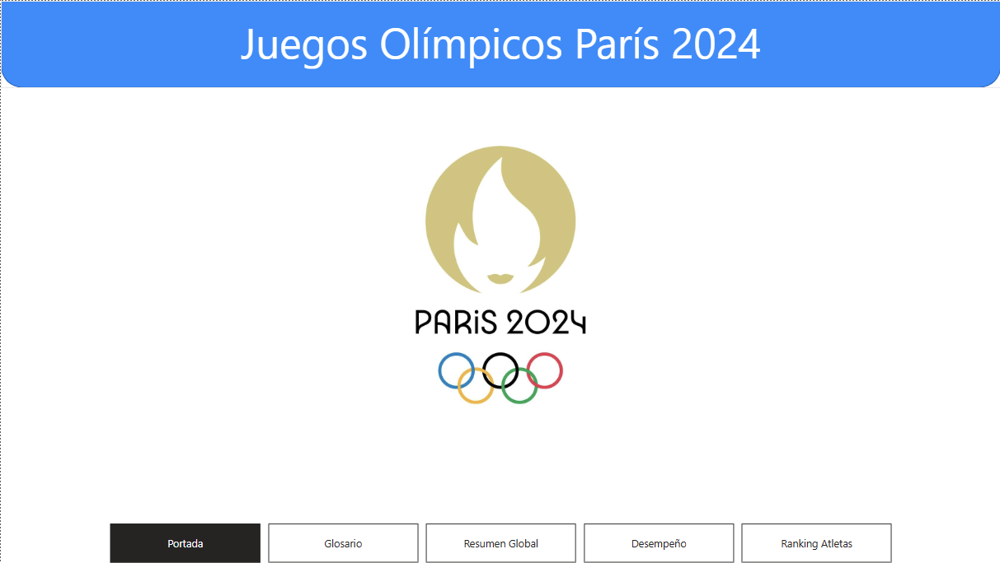 Juegos Olímpicos París 2024
PARiS 2024
Portada
Glosario
Resumen Global
Desempeño
Ranking Atletas